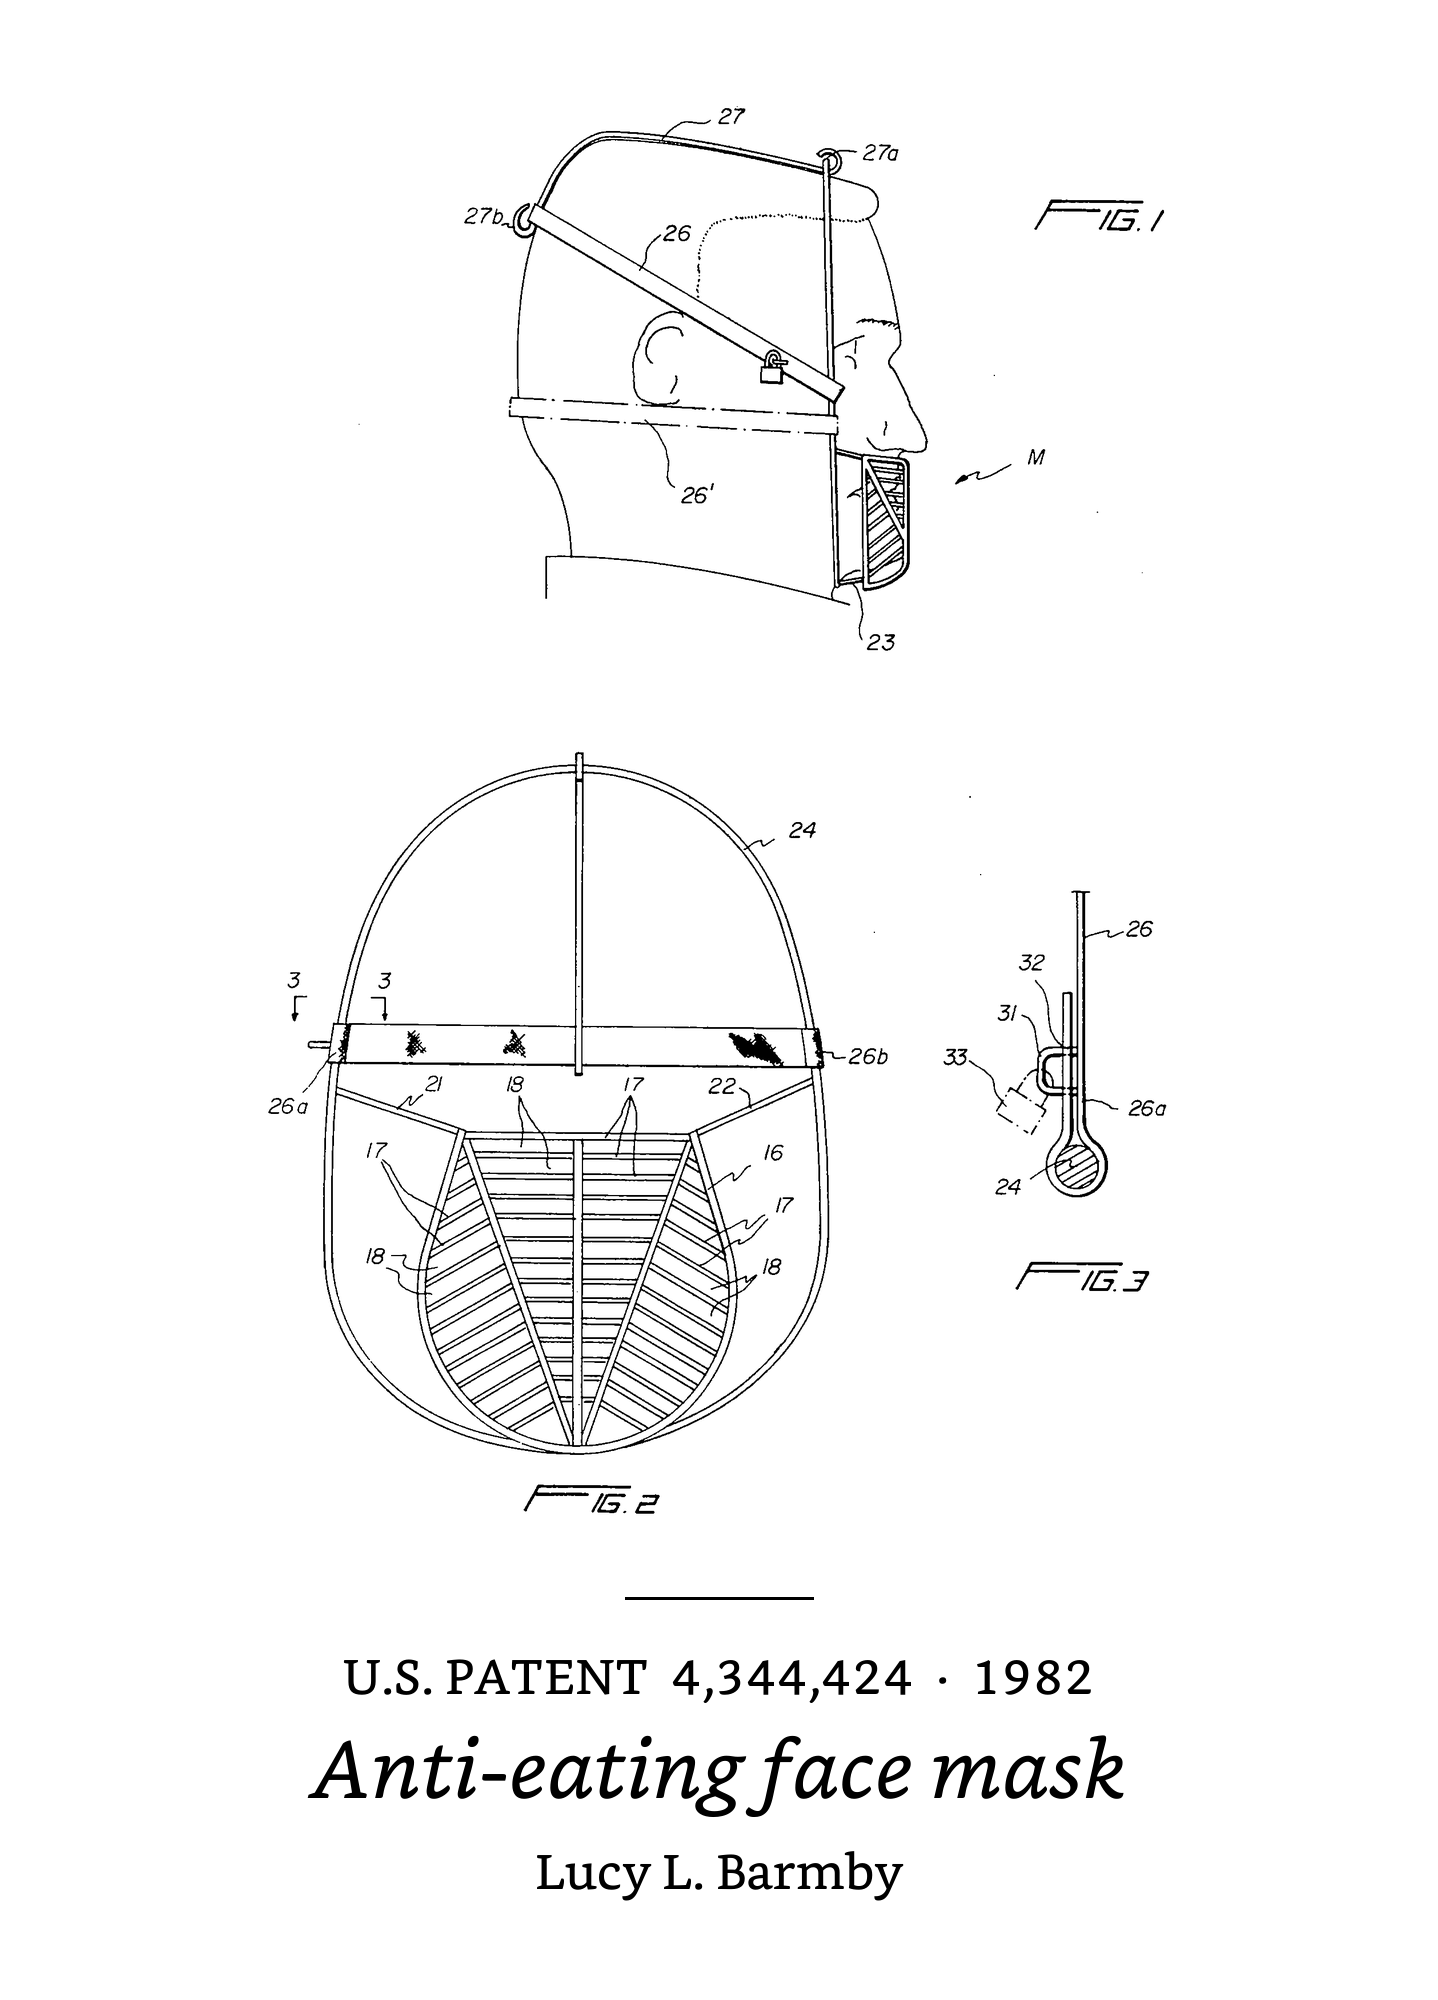 27
27a
27b
26
FIG. 1
M
26'
23
24
3 3
26b
26a
21
18
17
22
17
16
17
18
18
FIG. 2
26
32
31
33
26a
24
FIG. 3
U.S. PATENT 4,344,424 · 1982
Anti-eating face mask
Lucy L. Barmby